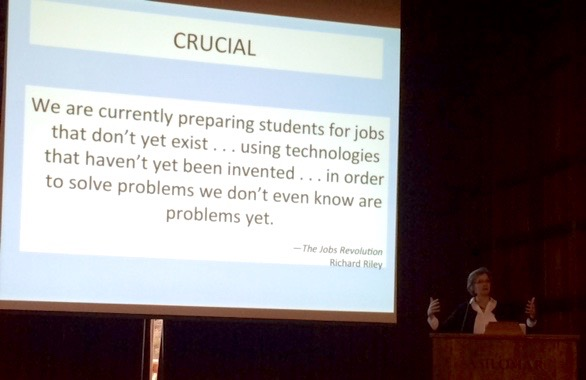 CRUCIAL
We are currently preparing students for jobs
that don't yet exist . . . using technologies
that haven't yet been invented . . . in order
to solve problems we don't even know are
problems yet.
—The Jobs Revolution
Richard Riley
ASILOMAR